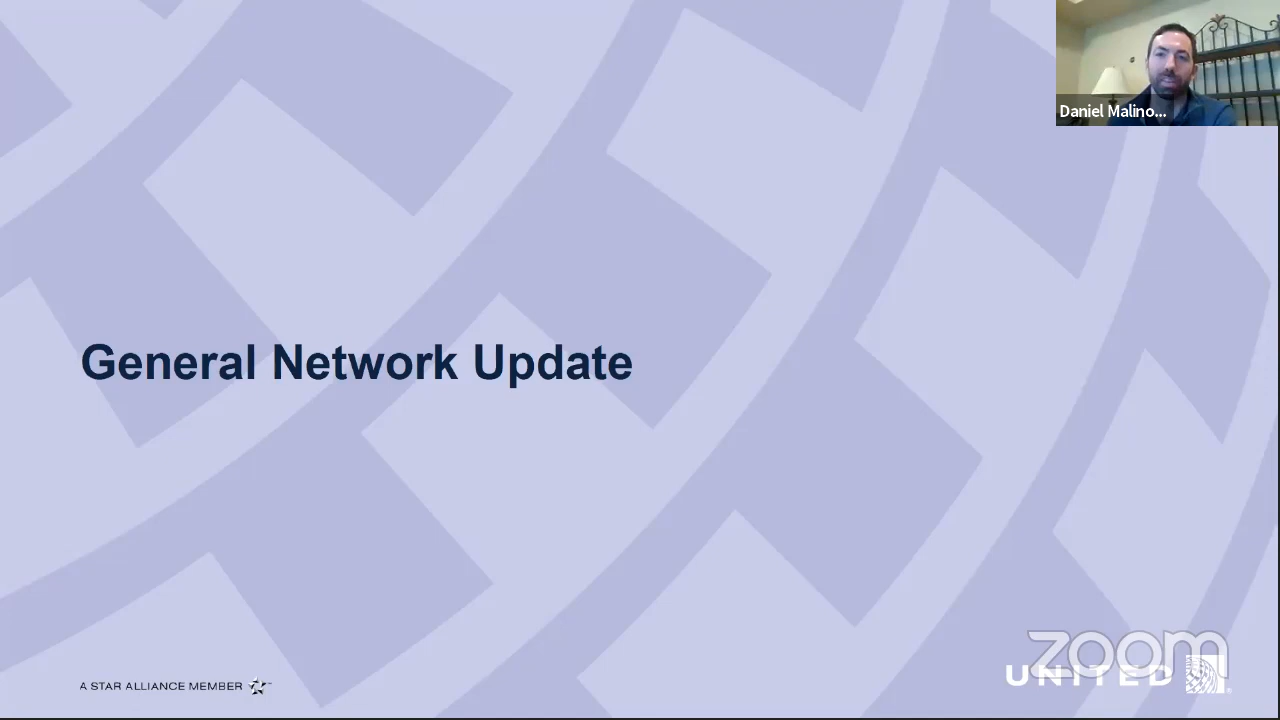 Daniel Malino...
General Network Update
zoom
A STAR ALLIANCE MEMBER
UNITED